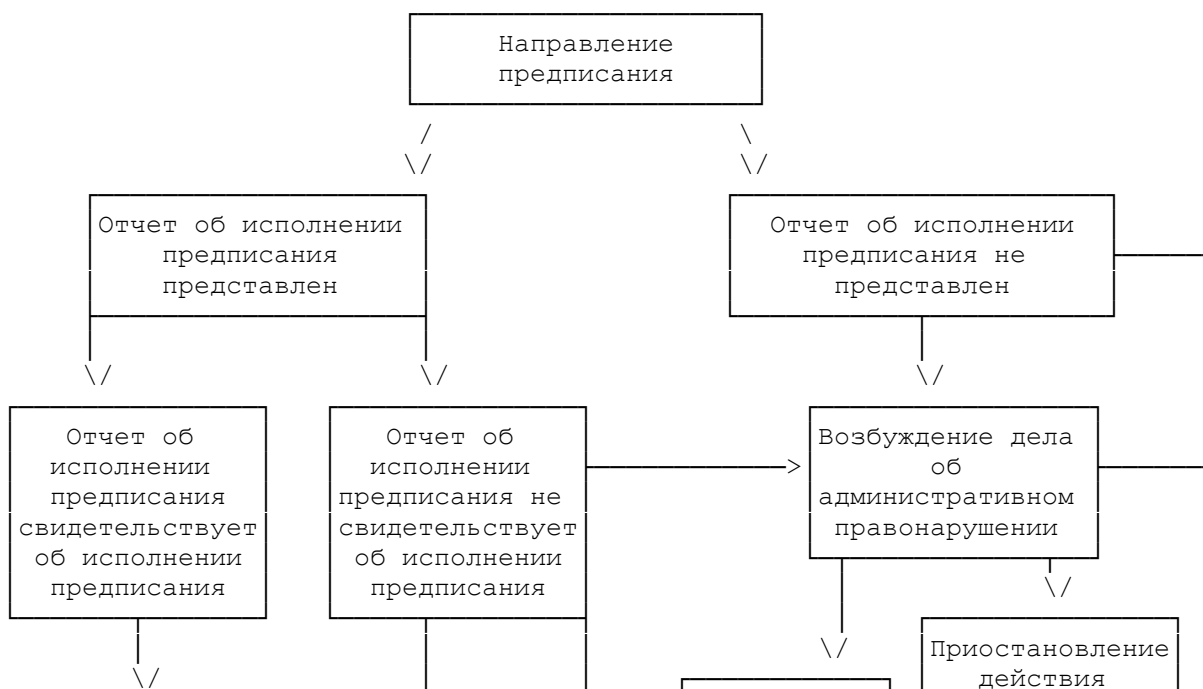 Направление
предписания
Отчет об исполнении
предписания
представлен
Отчет об исполнении
предписания не
представлен
Отчет об
исполнении
предписания
свидетельствует
об исполнении
предписания
Отчет об
исполнении
предписания не
свидетельствует
об исполнении
предписания
Возбуждение дела
об
административном
правонарушении
Приостановление
действия